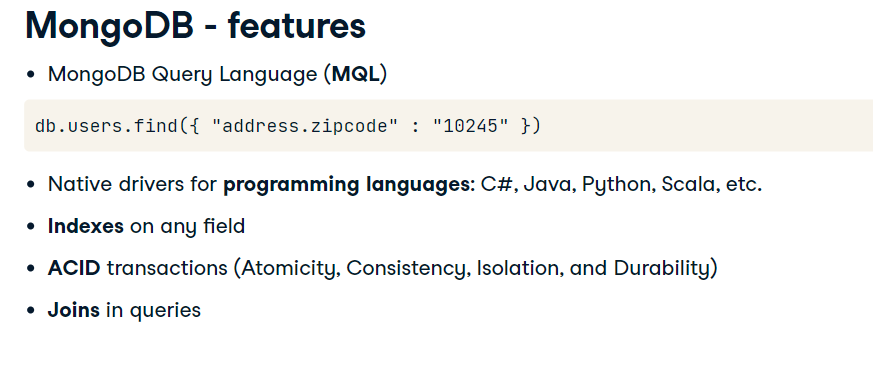 MongoDB - features
• MongoDB Query Language (MQL)
db.users.find({ "address.zipcode" : "10245" })
• Native drivers for programming languages: C#, Java, Python, Scala, etc.
• Indexes on any field
• ACID transactions (Atomicity, Consistency, Isolation, and Durability)
• Joins in queries